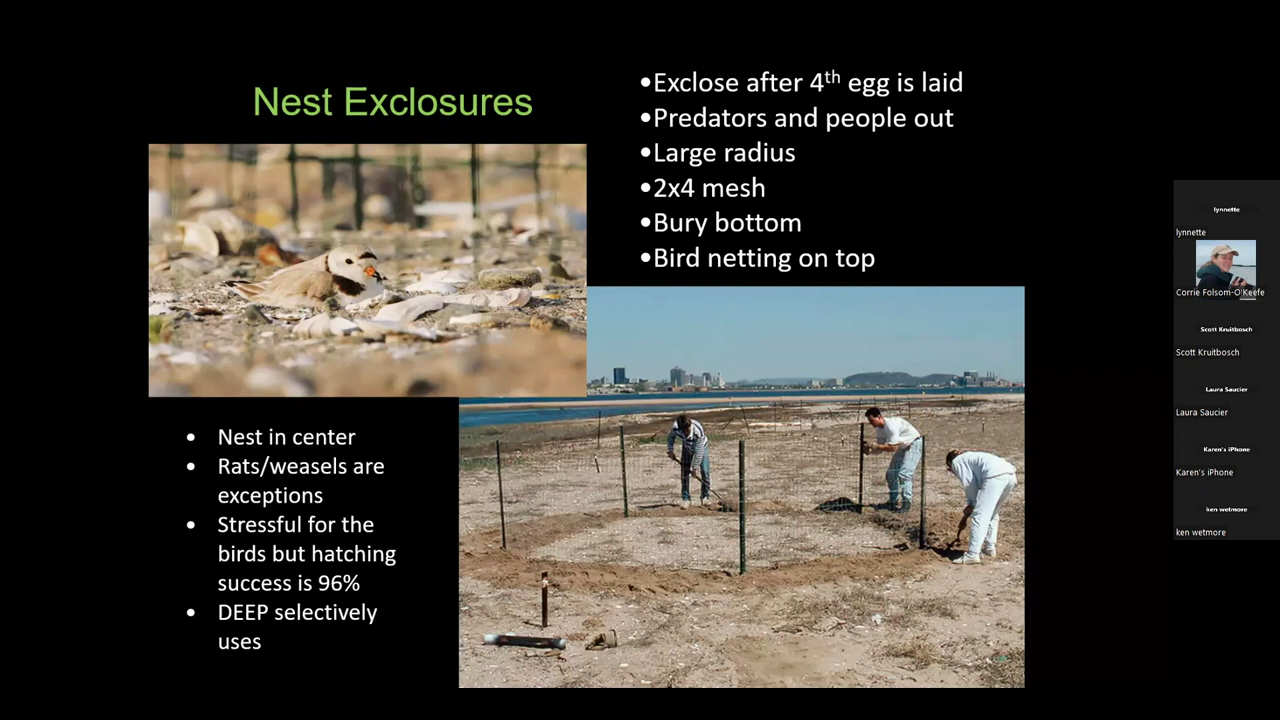 Nest Exclosures
•Exclose after 4th egg is laid
•Predators and people out
•Large radius
•2x4 mesh
•Bury bottom
•Bird netting on top
• Nest in center
• Rats/weasels are
exceptions
• Stressful for the
birds but hatching
success is 96%
• DEEP selectively
uses
lynnette
lynnette
Corrie Folsom-O'Keefe
Scott Kruitbosch
Scott Kruitbosch
Laura Saucier
Laura Saucier
Karen's iPhone
Karen's iPhone
ken wetmore
ken wetmore